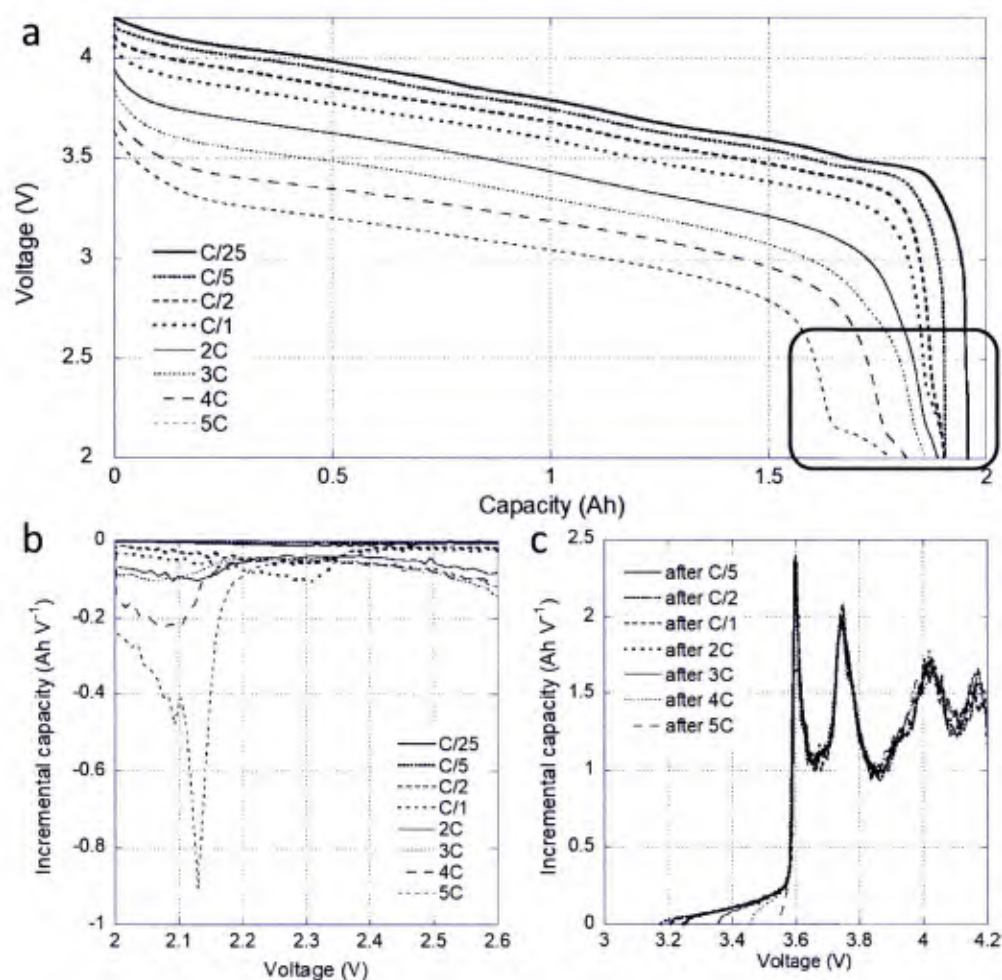 a
Voltage (V)
4
3.5
3
2.5
2
C/25
C/5
C/2
C/1
2C
3C
4C
5C
0
0.5
1
1.5
2
Capacity (Ah)
b
Incremental capacity (Ah V⁻¹)
0
-0.2
-0.4
-0.6
-0.8
-1
C/25
C/5
C/2
C/1
2C
3C
4C
5C
2
2.1
2.2
2.3
2.4
2.5
2.6
Voltage (V)
c
Incremental capacity (Ah V⁻¹)
2.5
2
1.5
1
0.5
0
after C/5
after C/2
after C/1
after 2C
after 3C
after 4C
after 5C
3
3.2
3.4
3.6
3.8
4
4.2
Voltage (V)